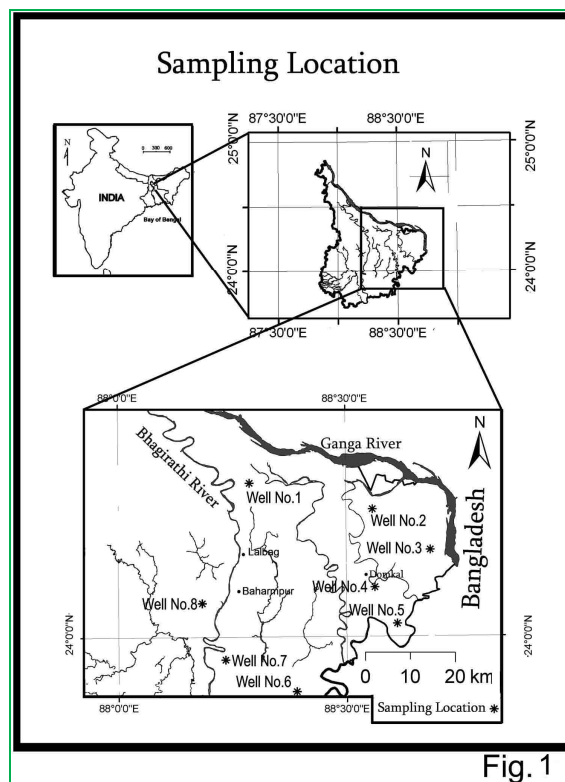 Sampling Location
87°30'0"E 88°30'0"E
N
0 300 600
INDIA
Bay of Bengal
25°0'0"N
25°0'0"N
N
24°0'0"N
24°0'0"N
87°30'0"E 88°30'0"E
88°0'0"E 88°30'0"E
Bhagirathi River
Ganga River
N
Well No.1
Well No.2
Well No.3
Bangladesh
Lalbag
Domkal
Well No.4
Baharmpur
Well No.8
Well No.5
24°0'0"N
24°0'0"N
Well No.7
0 10 20 km
Well No.6
Sampling Location
88°0'0"E 88°30'0"E
Fig. 1